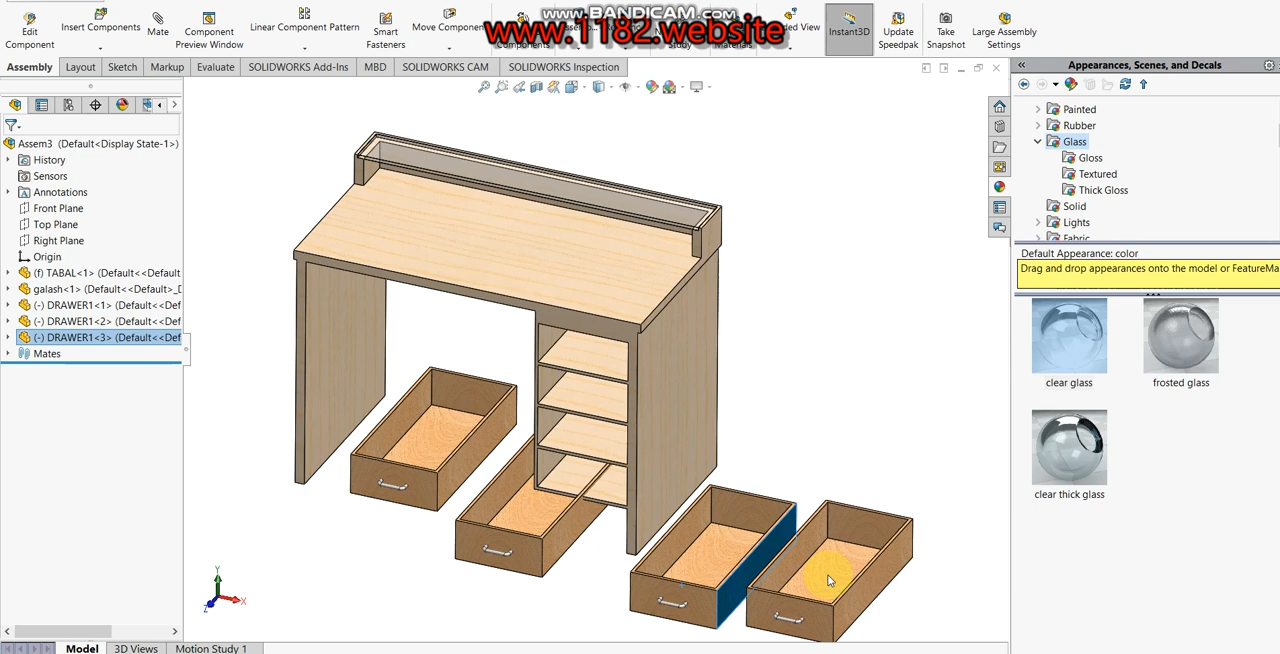 www.BANDICAM.com
www.1182.website
Edit Component
Insert Components
Mate
Component Preview Window
Linear Component Pattern
Smart Fasteners
Move Component
Components
Study
Materials
View
Instant3D
Update Speedpak
Take Snapshot
Large Assembly Settings
Assembly
Layout
Sketch
Markup
Evaluate
SOLIDWORKS Add-Ins
MBD
SOLIDWORKS CAM
SOLIDWORKS Inspection
Assem3 (Default<Display State-1>)
History
Sensors
Annotations
Front Plane
Top Plane
Right Plane
Origin
(f) TABAL<1> (Default<<Default
galash<1> (Default<<Default>_D
(-) DRAWER1<1> (Default<<Def
(-) DRAWER1<2> (Default<<Def
(-) DRAWER1<3> (Default<<Def
Mates
Y
X
Z
Model
3D Views
Motion Study 1
Appearances, Scenes, and Decals
Painted
Rubber
Glass
Gloss
Textured
Thick Gloss
Solid
Lights
Fabric
Default Appearance: color
Drag and drop appearances onto the model or FeatureMa
clear glass
frosted glass
clear thick glass